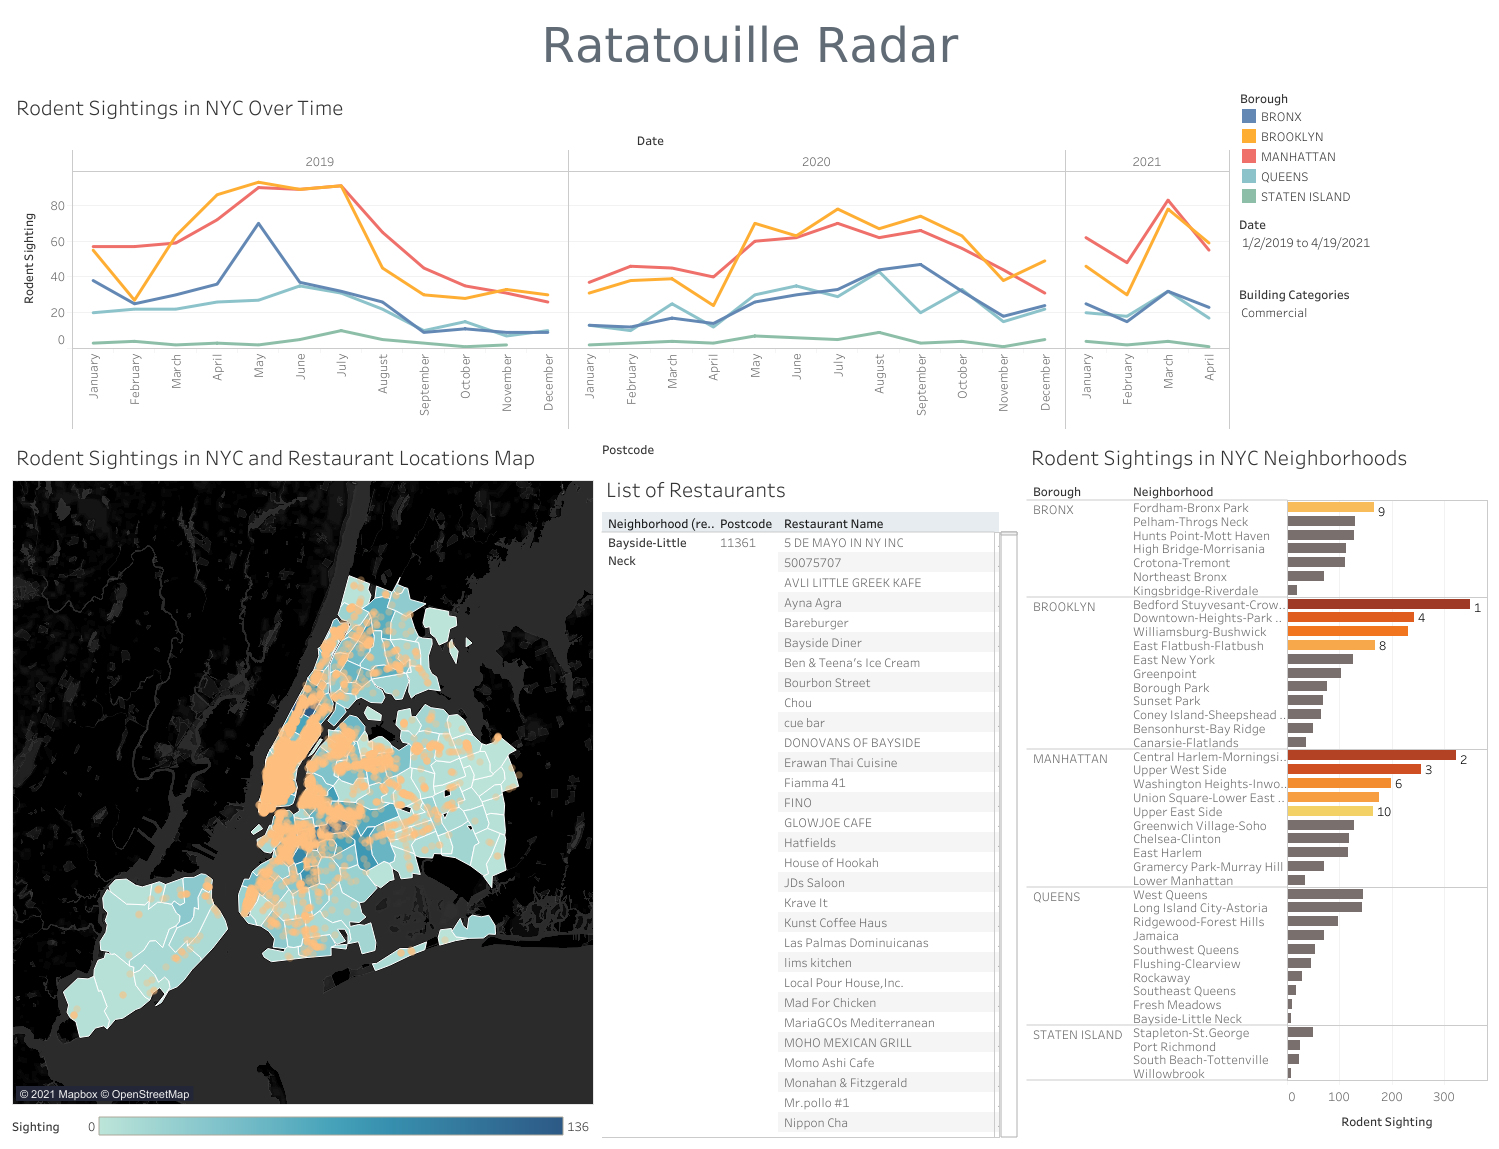 Ratatouille Radar
Rodent Sightings in NYC Over Time
Date
2019 2020 2021
Rodent Sighting
80
60
40
20
0
January February March April May June July August September October November December January February March April May June July August September October November December January February March April
Borough
BRONX
BROOKLYN
MANHATTAN
QUEENS
STATEN ISLAND
Date
1/2/2019 to 4/19/2021
Building Categories
Commercial
Rodent Sightings in NYC and Restaurant Locations Map
© 2021 Mapbox © OpenStreetMap
Sighting 0 136
Postcode
List of Restaurants
Neighborhood (re.. Postcode Restaurant Name
Bayside-Little 11361 5 DE MAYO IN NY INC
Neck 50075707
AVLI LITTLE GREEK KAFE
Ayna Agra
Bareburger
Bayside Diner
Ben & Teena's Ice Cream
Bourbon Street
Chou
cue bar
DONOVANS OF BAYSIDE
Erawan Thai Cuisine
Fiamma 41
FINO
GLOWJOE CAFE
Hatfields
House of Hookah
JDs Saloon
Krave It
Kunst Coffee Haus
Las Palmas Dominuicanas
lims kitchen
Local Pour House,Inc.
Mad For Chicken
MariaGCOs Mediterranean
MOHO MEXICAN GRILL
Momo Ashi Cafe
Monahan & Fitzgerald
Mr.pollo #1
Nippon Cha
Rodent Sightings in NYC Neighborhoods
Borough Neighborhood
BRONX Fordham-Bronx Park 9
Pelham-Throgs Neck
Hunts Point-Mott Haven
High Bridge-Morrisania
Crotona-Tremont
Northeast Bronx
Kingsbridge-Riverdale
BROOKLYN Bedford Stuyvesant-Crow.. 1
Downtown-Heights-Park .. 4
Williamsburg-Bushwick
East Flatbush-Flatbush 8
East New York
Greenpoint
Borough Park
Sunset Park
Coney Island-Sheepshead ..
Bensonhurst-Bay Ridge
Canarsie-Flatlands
MANHATTAN Central Harlem-Morningsi.. 2
Upper West Side 3
Washington Heights-Inwo.. 6
Union Square-Lower East ..
Upper East Side 10
Greenwich Village-Soho
Chelsea-Clinton
East Harlem
Gramercy Park-Murray Hill
Lower Manhattan
QUEENS West Queens
Long Island City-Astoria
Ridgewood-Forest Hills
Jamaica
Southwest Queens
Flushing-Clearview
Rockaway
Southeast Queens
Fresh Meadows
Bayside-Little Neck
STATEN ISLAND Stapleton-St.George
Port Richmond
South Beach-Tottenville
Willowbrook
0 100 200 300
Rodent Sighting